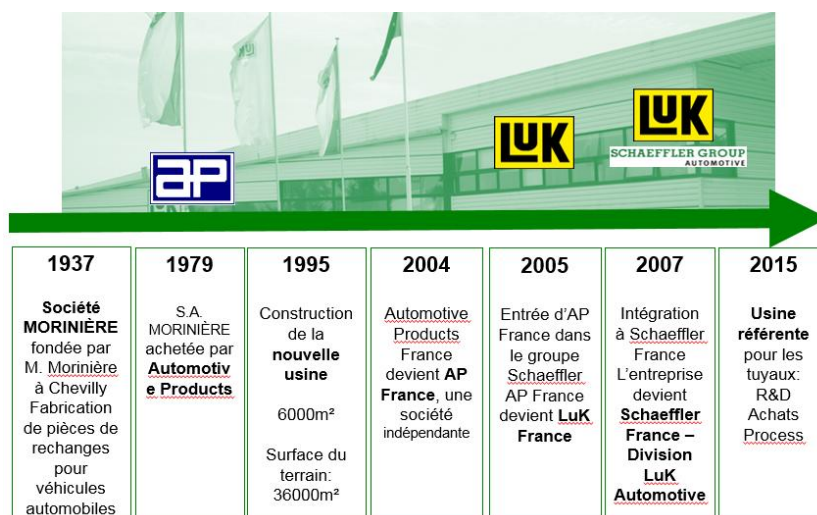 ap
LUK
LUK
SCHAEFFLER GROUP
AUTOMOTIVE
1937
Société
MORINIÈRE
fondée par
M. Morinière
à Chevilly
Fabrication
de pièces de
rechanges
pour
véhicules
automobiles
1979
S.A.
MORINIÈRE
achetée par
Automotiv
e Products
1995
Construction
de la
nouvelle
usine
6000m²
Surface du
terrain:
36000m²
2004
Automotive
Products
France
devient AP
France, une
société
indépendante
2005
Entrée d'AP
France dans
le groupe
Schaeffler
AP France
devient LuK
France
2007
Intégration
à Schaeffler
France
L'entreprise
devient
Schaeffler
France –
Division
LuK
Automotive
2015
Usine
référente
pour les
tuyaux:
R&D
Achats
Process